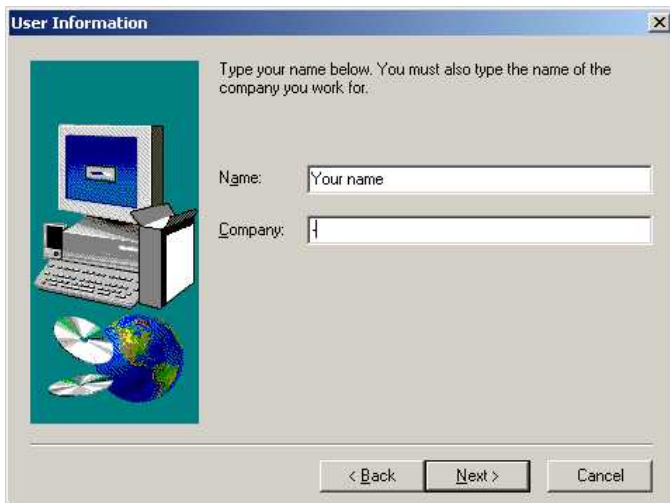 User Information
Type your name below. You must also type the name of the
company you work for.
Name: Your name
Company: -
< Back Next > Cancel